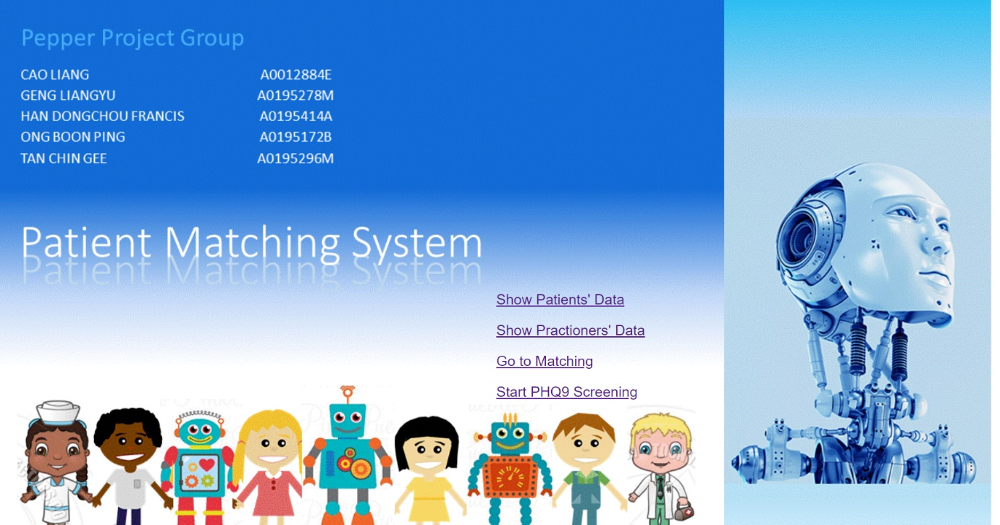 Pepper Project Group
CAO LIANG A0012884E
GENG LIANGYU A0195278M
HAN DONGCHOU FRANCIS A0195414A
ONG BOON PING A0195172B
TAN CHIN GEE A0195296M
Patient Matching System
Show Patients' Data
Show Practioners' Data
Go to Matching
Start PHQ9 Screening